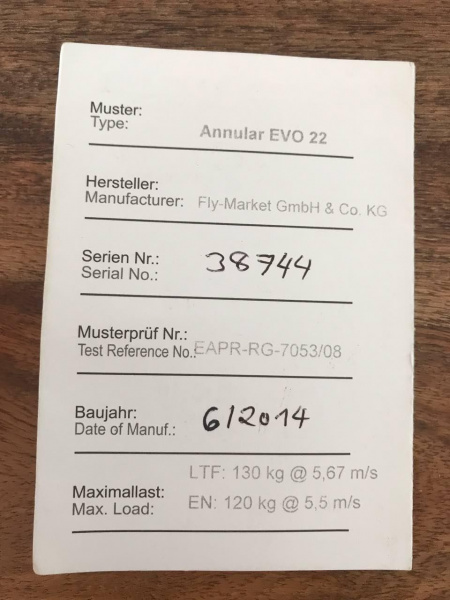 Muster:
Type: Annular EVO 22
Hersteller:
Manufacturer: Fly-Market GmbH & Co. KG
Serien Nr.:
Serial No.: 38744
Musterprüf Nr.:
Test Reference No.: EAPR-RG-7053/08
Baujahr:
Date of Manuf.: 6/2014
LTF: 130 kg @ 5,67 m/s
Maximallast:
Max. Load: EN: 120 kg @ 5,5 m/s